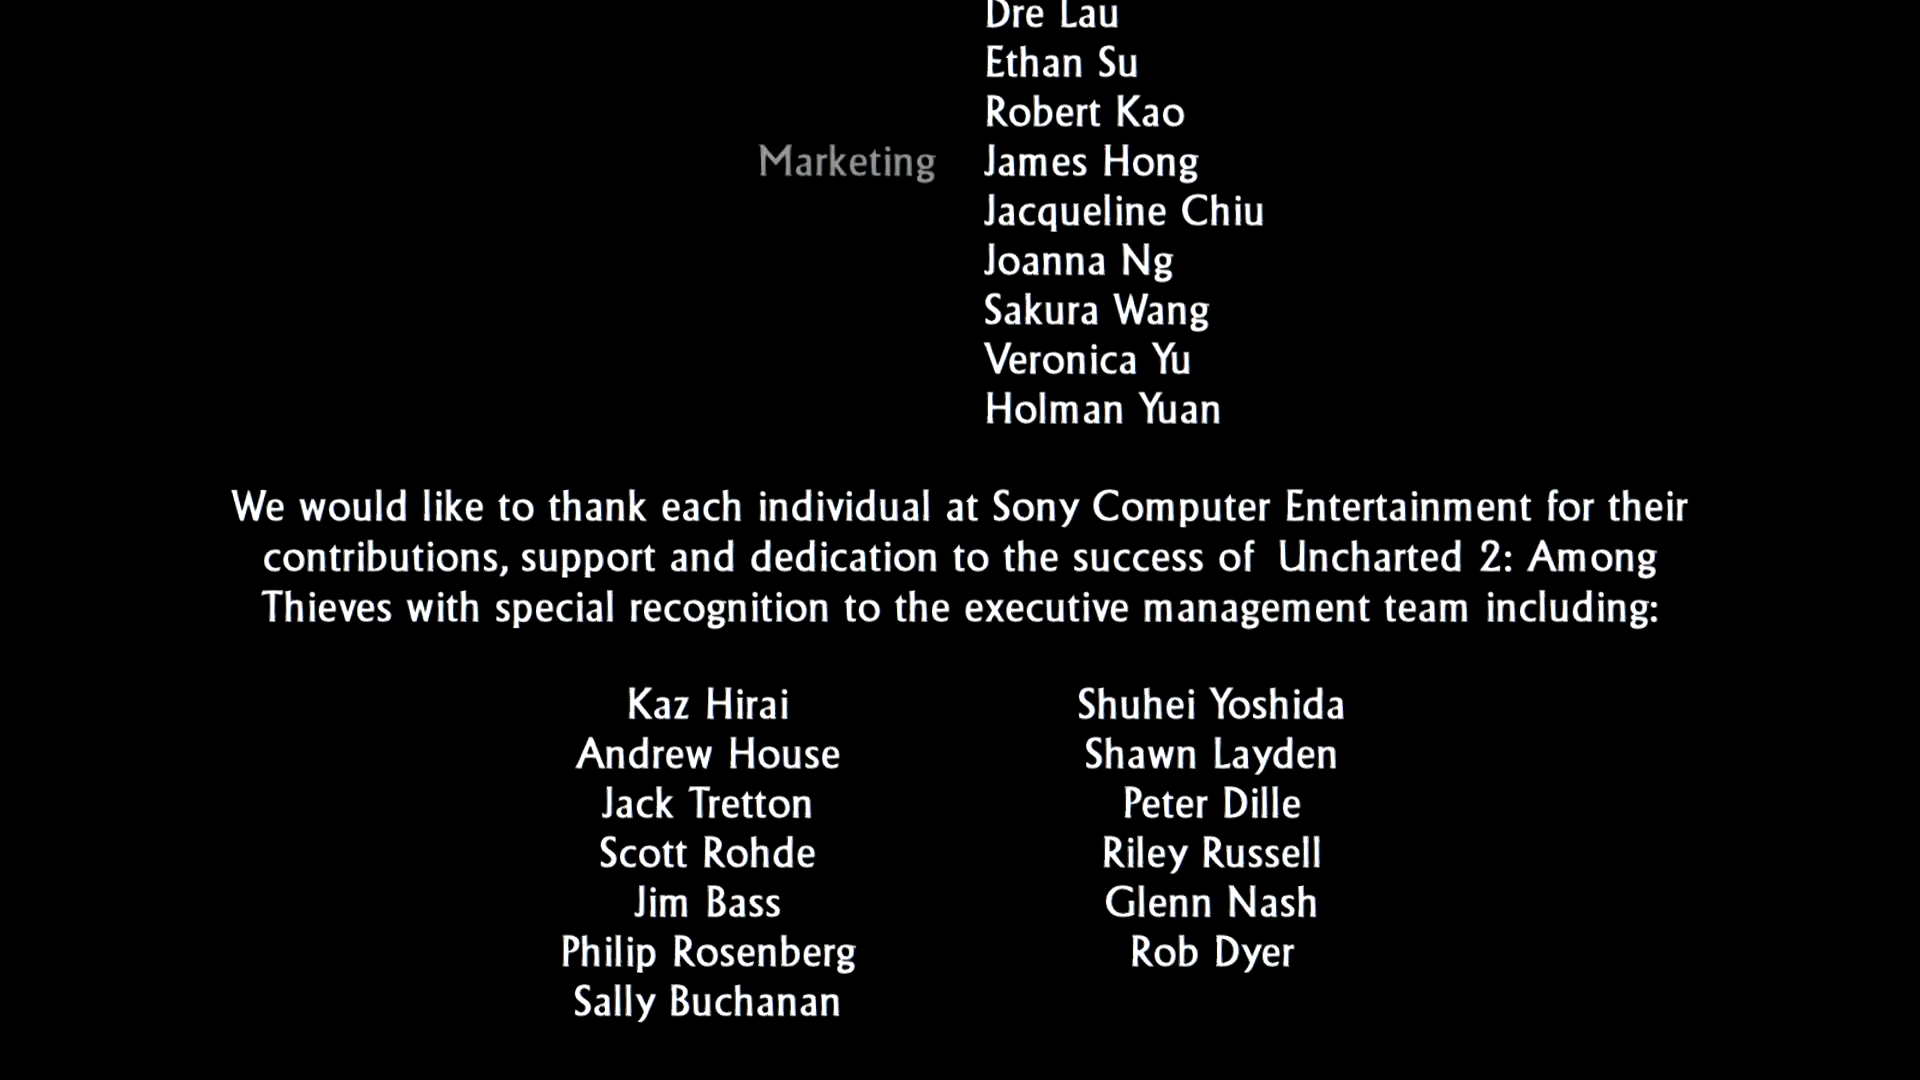 Dre Lau
Ethan Su
Robert Kao
Marketing James Hong
Jacqueline Chiu
Joanna Ng
Sakura Wang
Veronica Yu
Holman Yuan
We would like to thank each individual at Sony Computer Entertainment for their
contributions, support and dedication to the success of Uncharted 2: Among
Thieves with special recognition to the executive management team including:
Kaz Hirai Shuhei Yoshida
Andrew House Shawn Layden
Jack Tretton Peter Dille
Scott Rohde Riley Russell
Jim Bass Glenn Nash
Philip Rosenberg Rob Dyer
Sally Buchanan